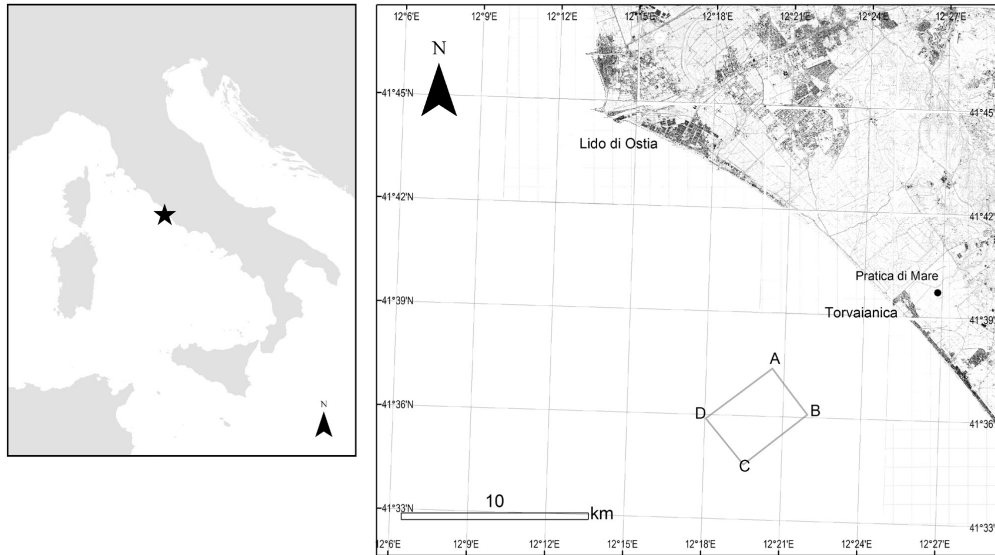 12°6'E 12°9'E 12°12'E 12°15'E 12°18'E 12°21'E 12°24'E 12°27'E
N
41°45'N 41°45'N
Lido di Ostia
41°42'N 41°42'N
Pratica di Mare
41°39'N Torvaianica 41°39'N
A
D B
41°36'N 41°36'N
C
10
km
41°33'N 41°33'N
12°6'E 12°9'E 12°12'E 12°15'E 12°18'E 12°21'E 12°24'E 12°27'E
N